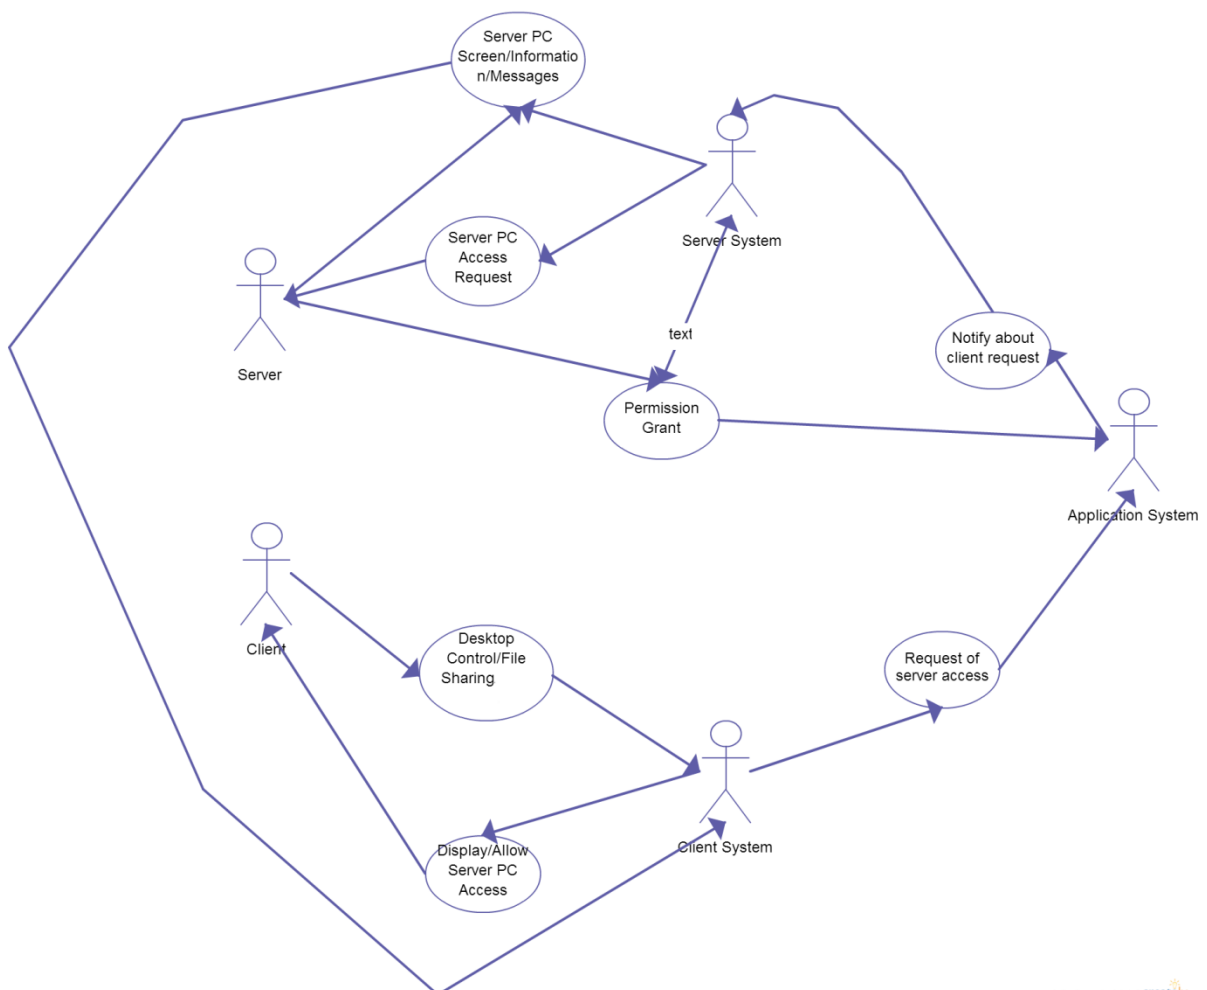 Server PC
Screen/Informatio
n/Messages
Server System
Server PC
Access
Request
Server
text
Notify about
client request
Permission
Grant
Application System
Client
Desktop
Control/File
Sharing
Request of
server access
Client System
Display/Allow
Server PC
Access